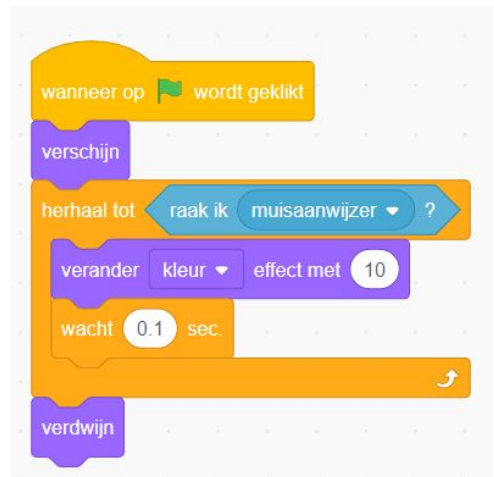 wanneer op wordt geklikt
verschijn
herhaal tot raak ik muisaanwijzer ?
verander kleur effect met 10
wacht 0.1 sec.
verdwijn